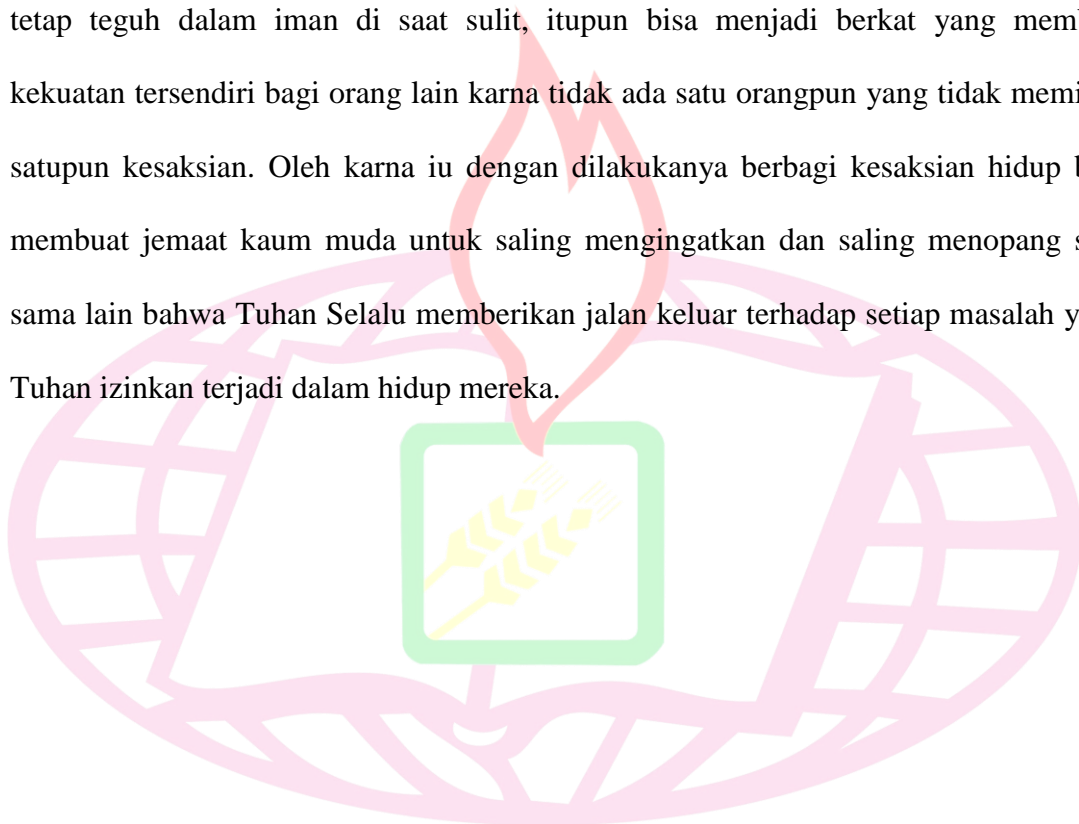 tetap teguh dalam iman di saat sulit, itupun bisa menjadi berkat yang mem
kekuatan tersendiri bagi orang lain karna tidak ada satu orangpun yang tidak memi
satupun kesaksian. Oleh karna iu dengan dilakukanya berbagi kesaksian hidup b
membuat jemaat kaum muda untuk saling mengingatkan dan saling menopang s
sama lain bahwa Tuhan Selalu memberikan jalan keluar terhadap setiap masalah y
Tuhan izinkan terjadi dalam hidup mereka.